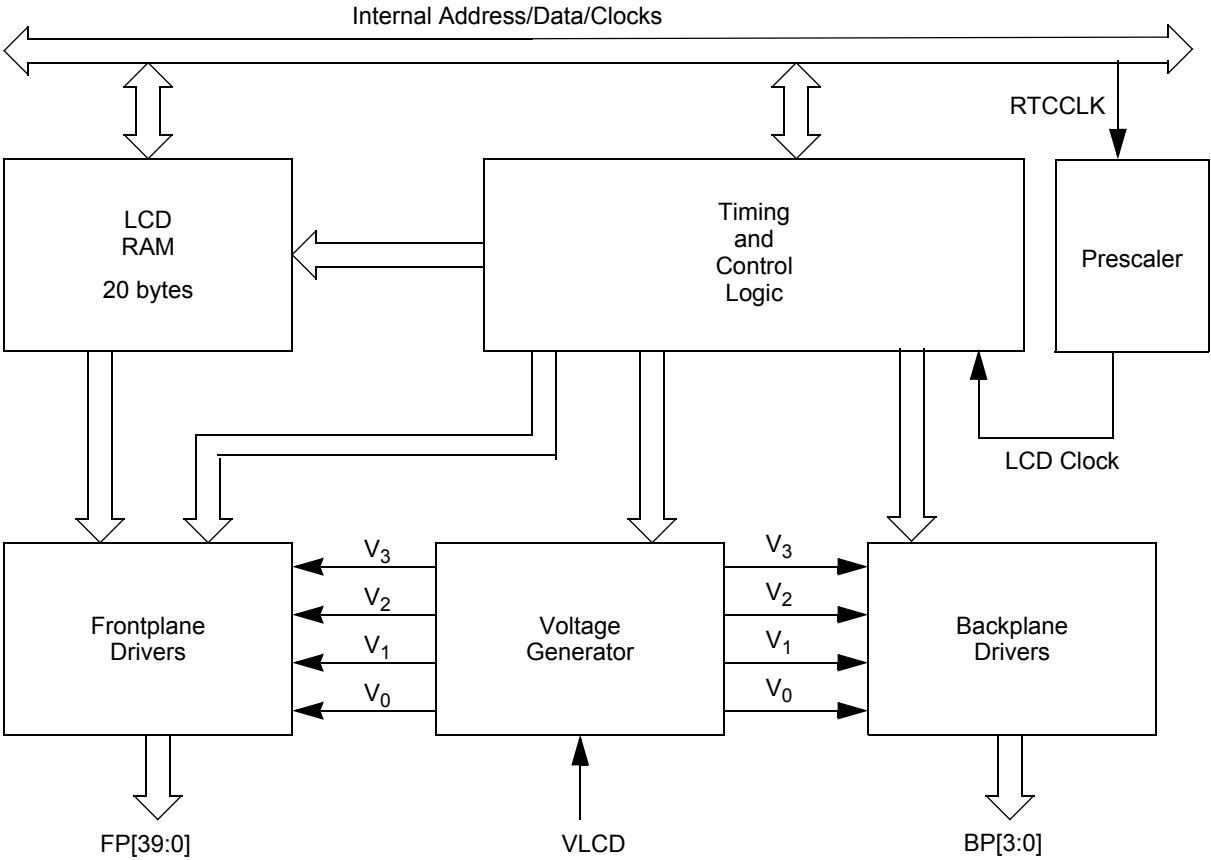 Internal Address/Data/Clocks
RTCCLK
LCD
RAM
20 bytes
Timing
and
Control
Logic
Prescaler
LCD Clock
V3
V2
V1
V0
V3
V2
V1
V0
Frontplane
Drivers
Voltage
Generator
Backplane
Drivers
FP[39:0]
VLCD
BP[3:0]